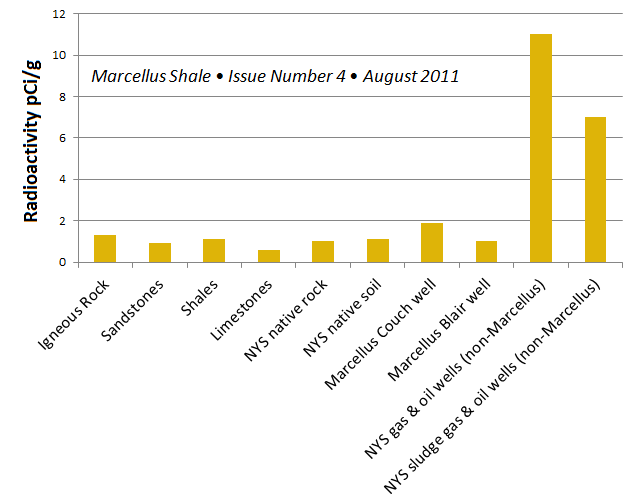 12
10
8
6
4
2
0
Radioactivity pCi/g
Marcellus Shale • Issue Number 4 • August 2011
Igneous Rock
Sandstones
Shales
Limestones
NYS native rock
NYS native soil
Marcellus Couch well
Marcellus Blair well
NYS gas & oil wells (non-Marcellus)
NYS sludge gas & oil wells (non-Marcellus)